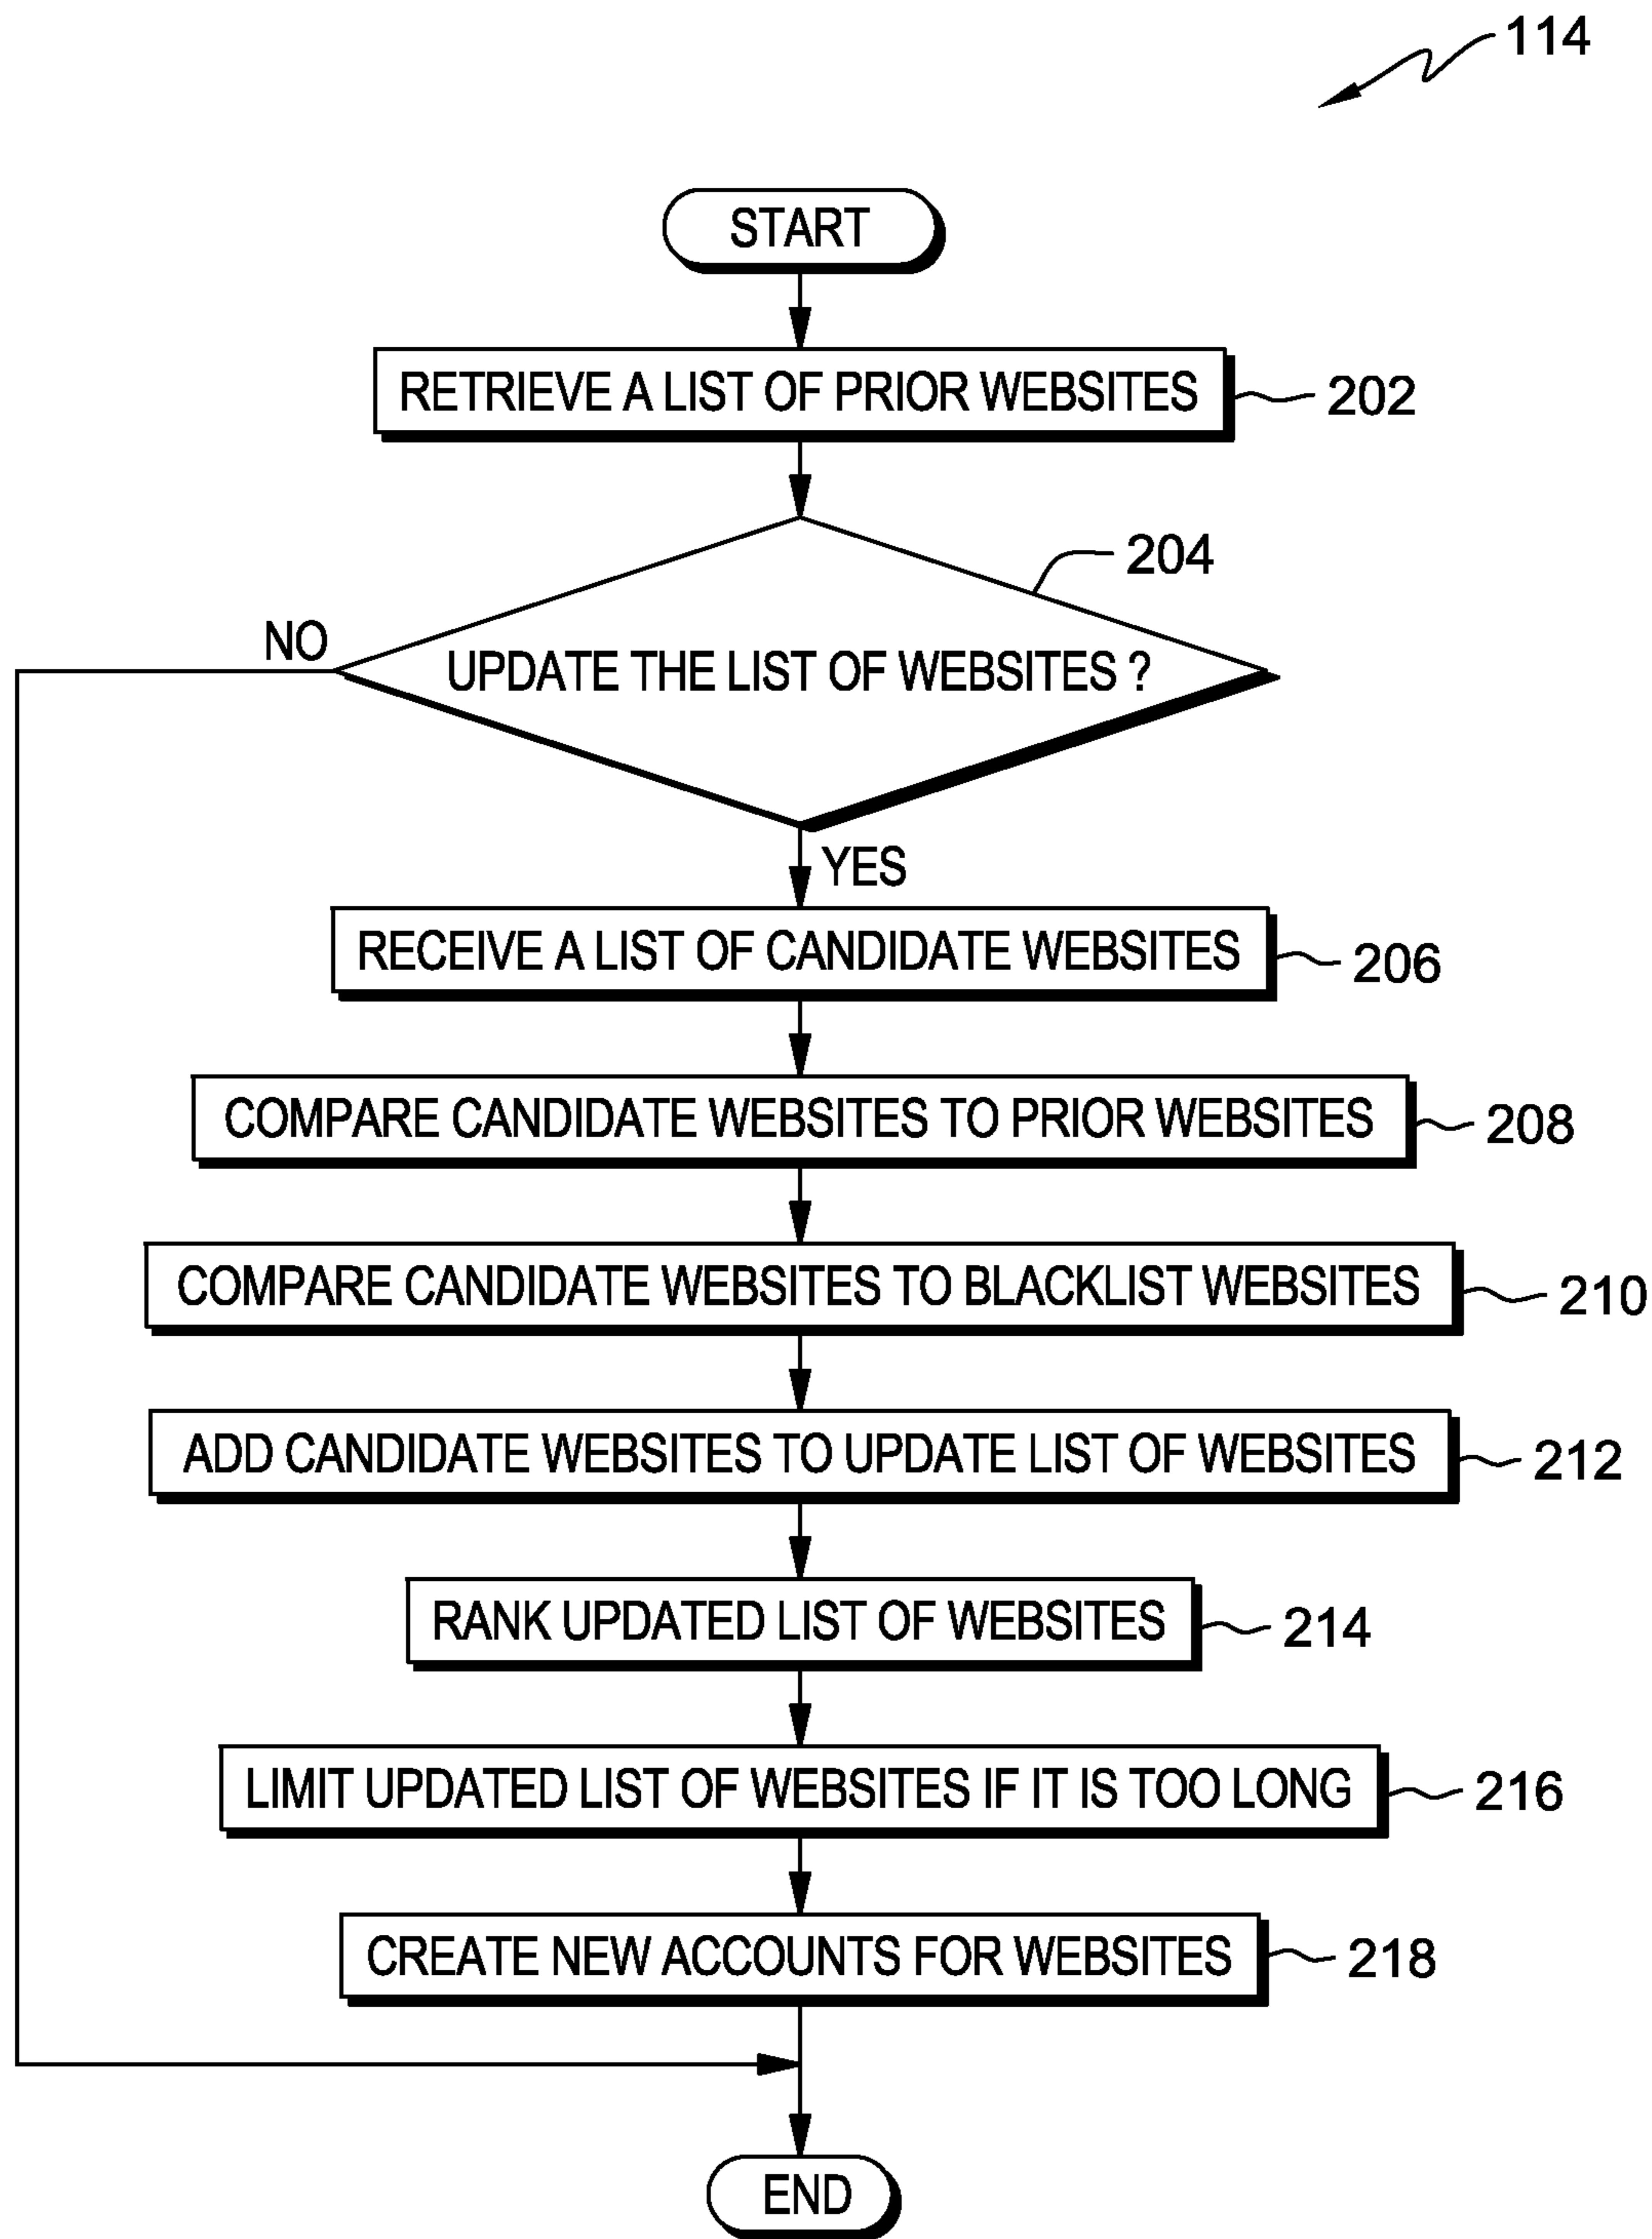 114
START
RETRIEVE A LIST OF PRIOR WEBSITES
202
204
NO
UPDATE THE LIST OF WEBSITES ?
YES
RECEIVE A LIST OF CANDIDATE WEBSITES
206
COMPARE CANDIDATE WEBSITES TO PRIOR WEBSITES
208
COMPARE CANDIDATE WEBSITES TO BLACKLIST WEBSITES
210
ADD CANDIDATE WEBSITES TO UPDATE LIST OF WEBSITES
212
RANK UPDATED LIST OF WEBSITES
214
LIMIT UPDATED LIST OF WEBSITES IF IT IS TOO LONG
216
CREATE NEW ACCOUNTS FOR WEBSITES
218
END